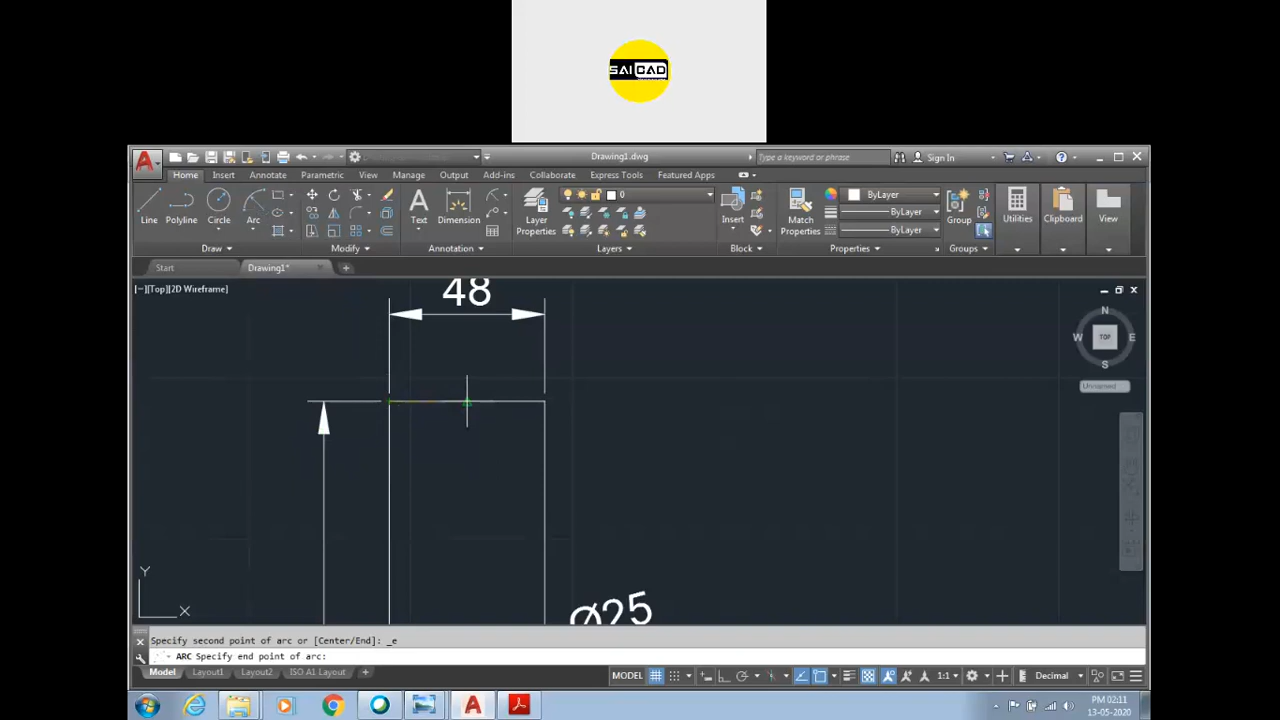 SAICAD
Drawing1.dwg
Type a keyword or phrase
Sign In
Home Insert Annotate Parametric View Manage Output Add-ins Collaborate Express Tools Featured Apps
0
ByLayer
ByLayer
ByLayer
Line Polyline Circle Arc Text Dimension Layer Properties Insert Match Properties Group Utilities Clipboard View
Draw Modify Annotation Layers Block Properties Groups
Start Drawing1*
[−][Top][2D Wireframe]
48
N
W TOP E
S
Unnamed
Ø25
Y
X
Specify second point of arc or [Center/End]: _e
ARC Specify end point of arc:
Model Layout1 Layout2 ISO A1 Layout
MODEL 1:1 Decimal
PM 02:11
13-05-2020